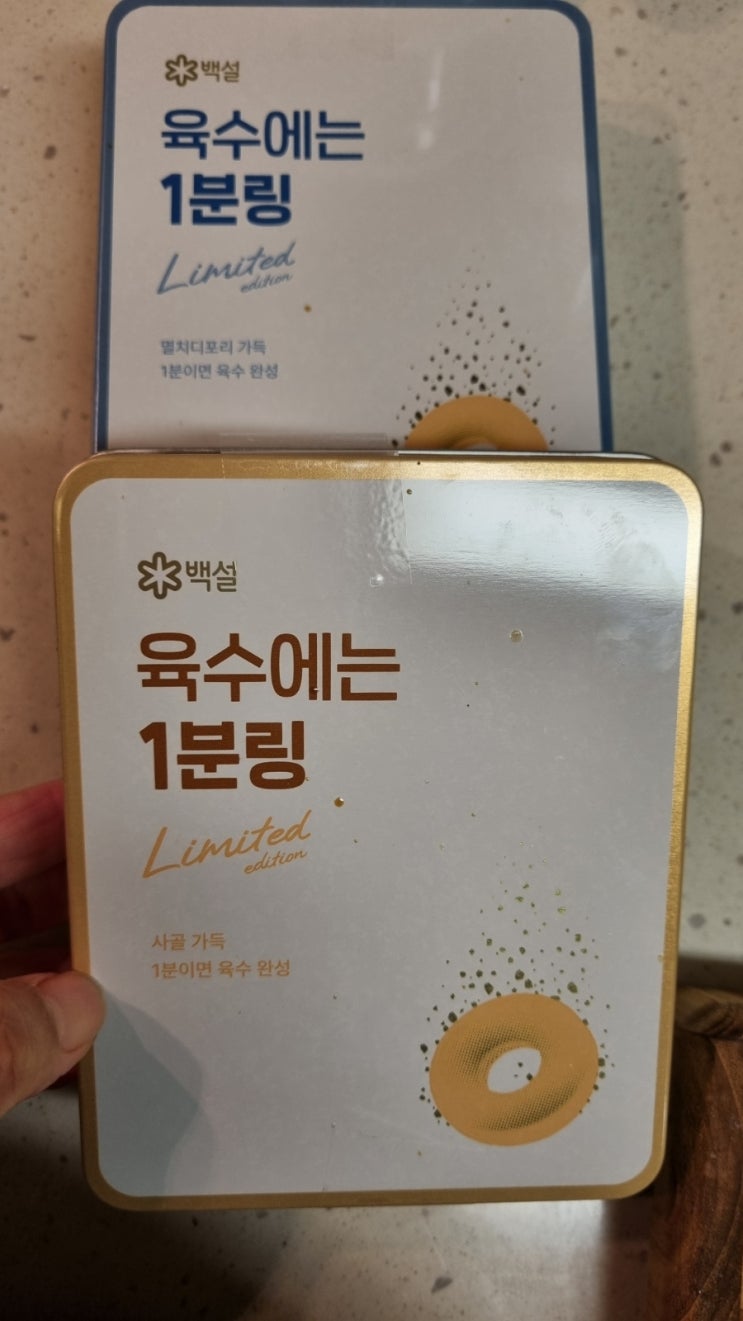 백설
육수에는
1분링
Limited
edition
멸치디포리 가득
1분이면 육수 완성
백설
육수에는
1분링
Limited
edition
사골 가득
1분이면 육수 완성